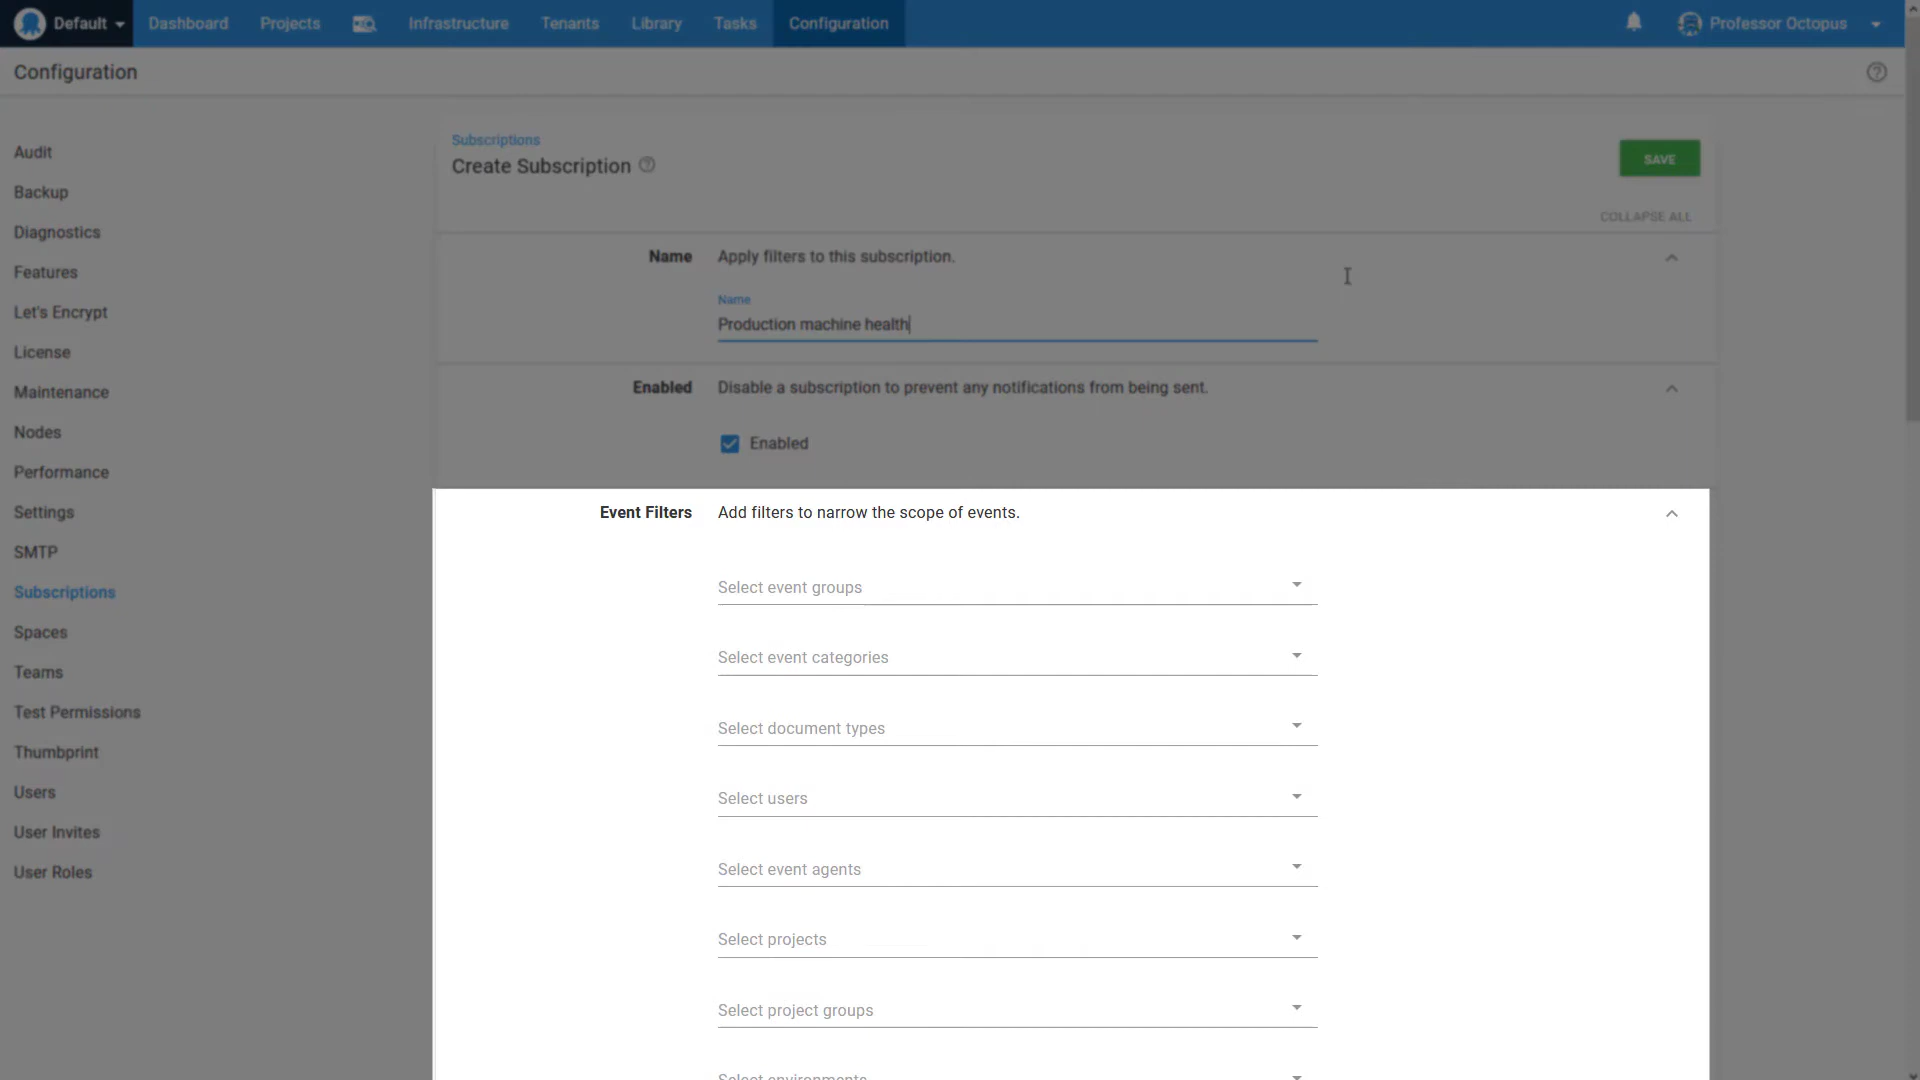 Default
Dashboard
Projects
Infrastructure
Tenants
Library
Tasks
Configuration
Professor Octopus
Configuration
Audit
Backup
Diagnostics
Features
Let's Encrypt
License
Maintenance
Nodes
Performance
Settings
SMTP
Subscriptions
Spaces
Teams
Test Permissions
Thumbprint
Users
User Invites
User Roles
Subscriptions
Create Subscription
SAVE
COLLAPSE ALL
Name
Apply filters to this subscription.
Name
Production machine health
Enabled
Disable a subscription to prevent any notifications from being sent.
Enabled
Event Filters
Add filters to narrow the scope of events.
Select event groups
Select event categories
Select document types
Select users
Select event agents
Select projects
Select project groups
Select environments